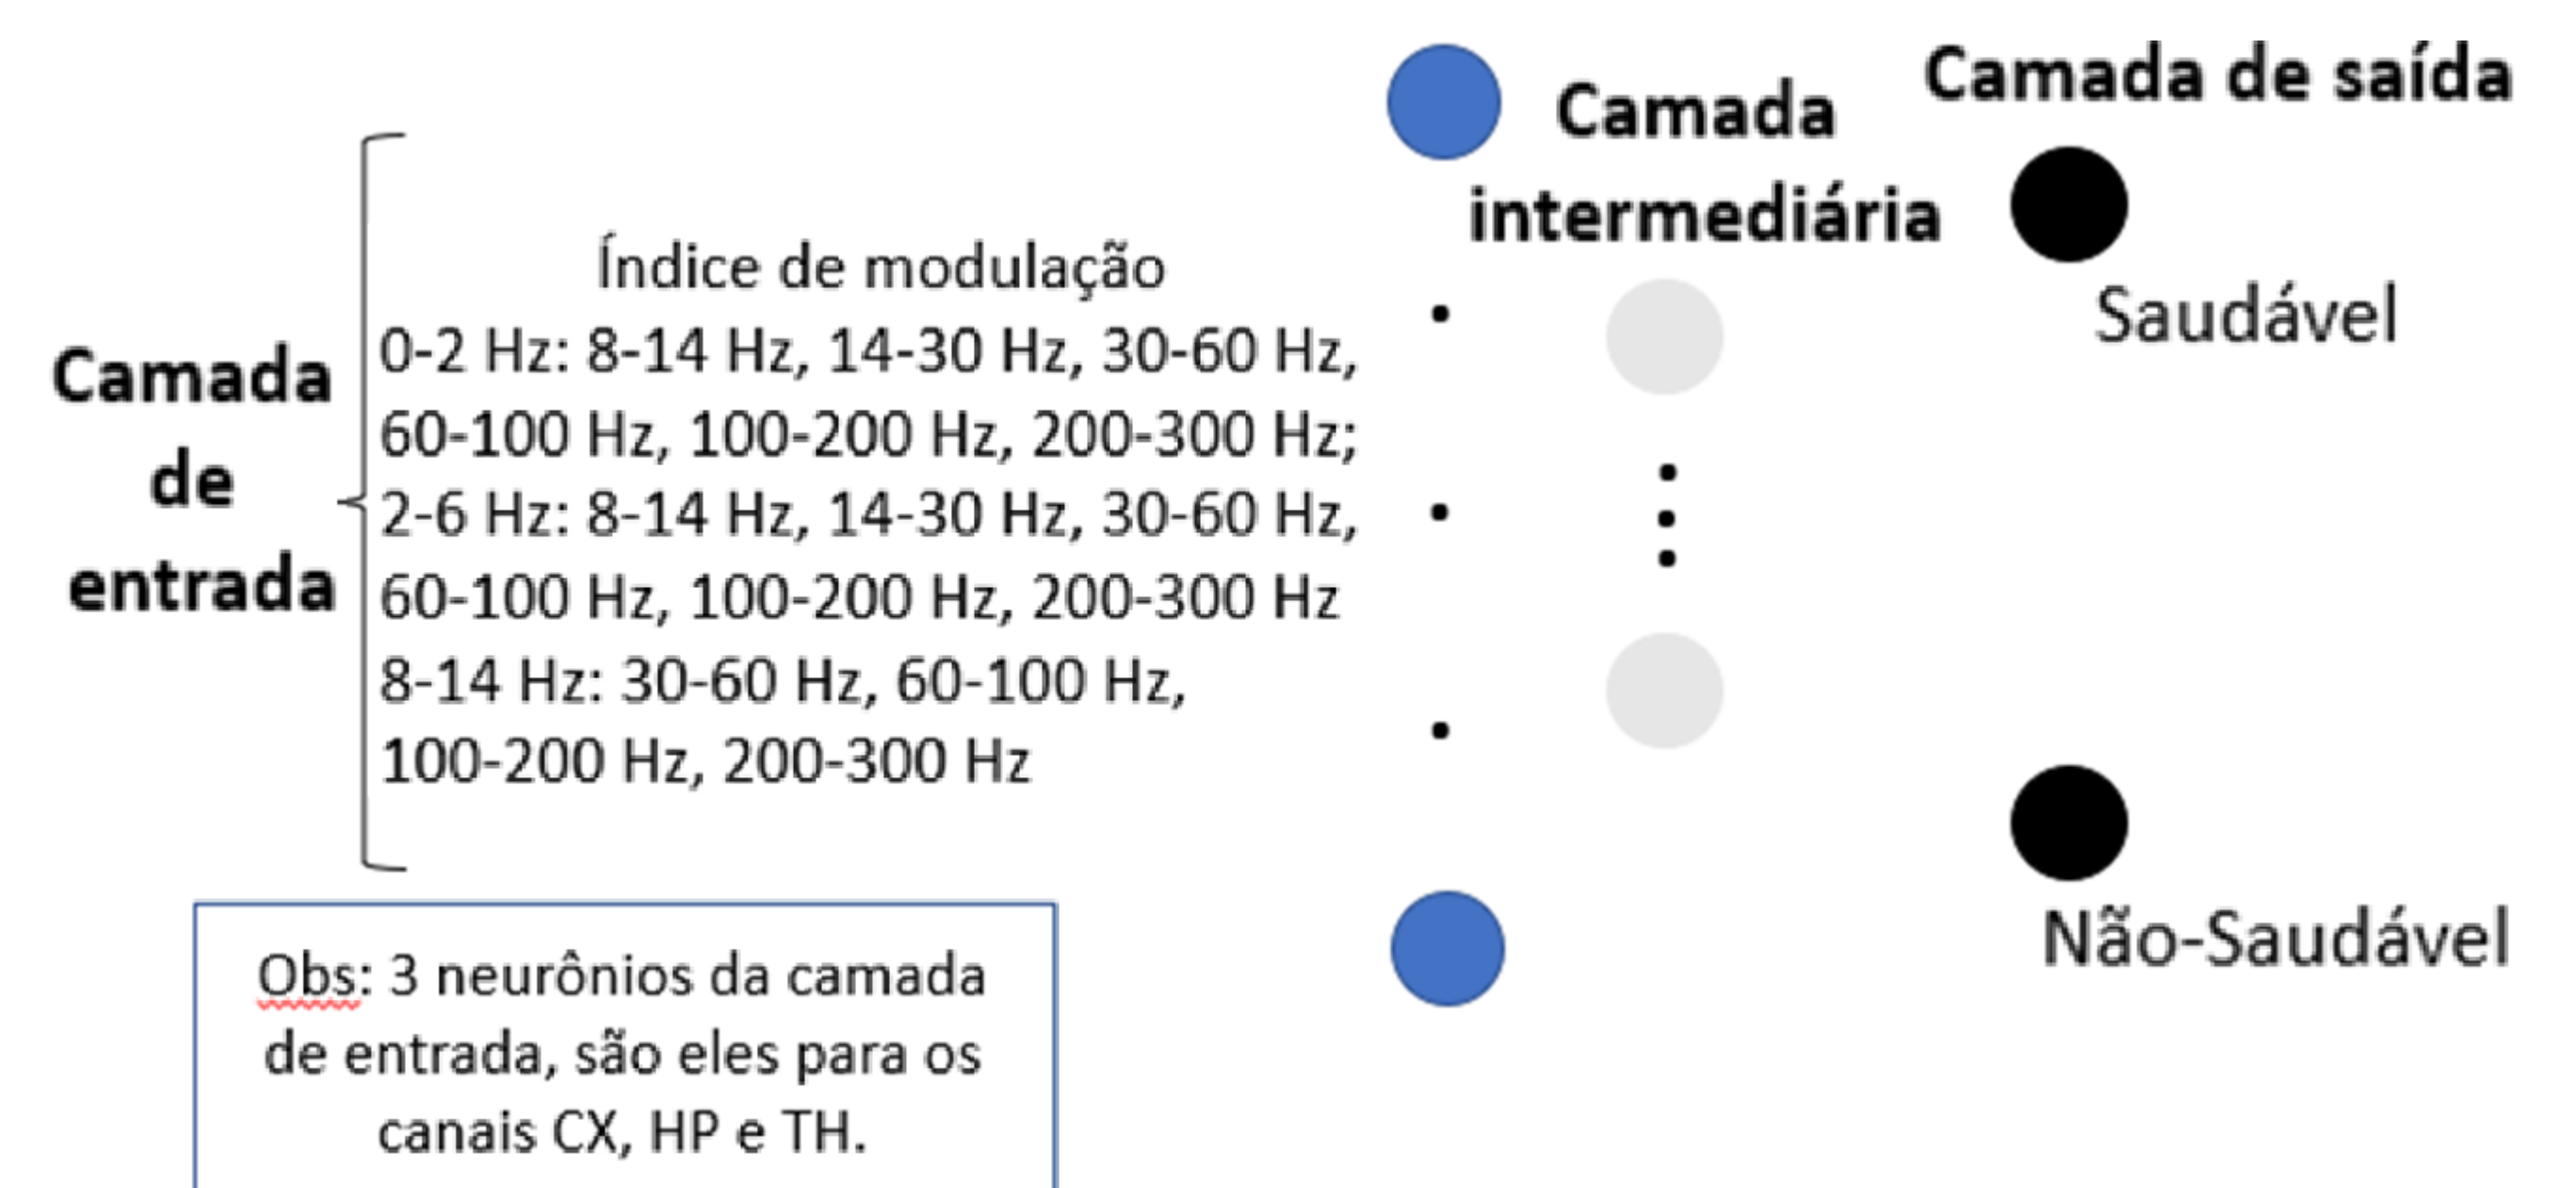 Camada
de
entrada
Índice de modulação
0-2 Hz: 8-14 Hz, 14-30 Hz, 30-60 Hz,
60-100 Hz, 100-200 Hz, 200-300 Hz;
2-6 Hz: 8-14 Hz, 14-30 Hz, 30-60 Hz,
60-100 Hz, 100-200 Hz, 200-300 Hz
8-14 Hz: 30-60 Hz, 60-100 Hz,
100-200 Hz, 200-300 Hz
Obs: 3 neurônios da camada
de entrada, são eles para os
canais CX, HP e TH.
Camada
intermediária
Camada de saída
Saudável
Não-Saudável